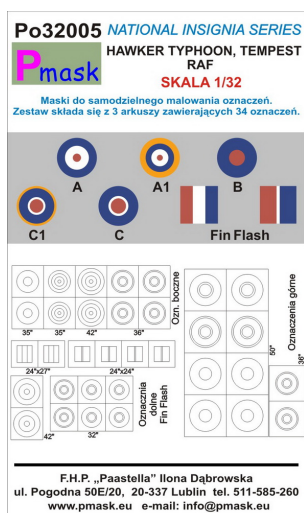 Po32005 NATIONAL INSIGNIA SERIES
Pmask
HAWKER TYPHOON, TEMPEST
RAF
SKALA 1/32
Maski do samodzielnego malowania oznaczeń.
Zestaw składa się z 3 arkuszy zawierających 34 oznaczeń.
A
A1
B
C1
C
Fin Flash
35"
35"
42"
36"
Ozn. boczne
24"x27"
24"x24"
42"
32"
Oznacznia
dolne
Fin Flash
50"
36"
Oznaczenia górne
F.H.P. „Paastella” Ilona Dąbrowska
ul. Pogodna 50E/20, 20-337 Lublin tel. 511-585-260
www.pmask.eu e-mail: info@pmask.eu